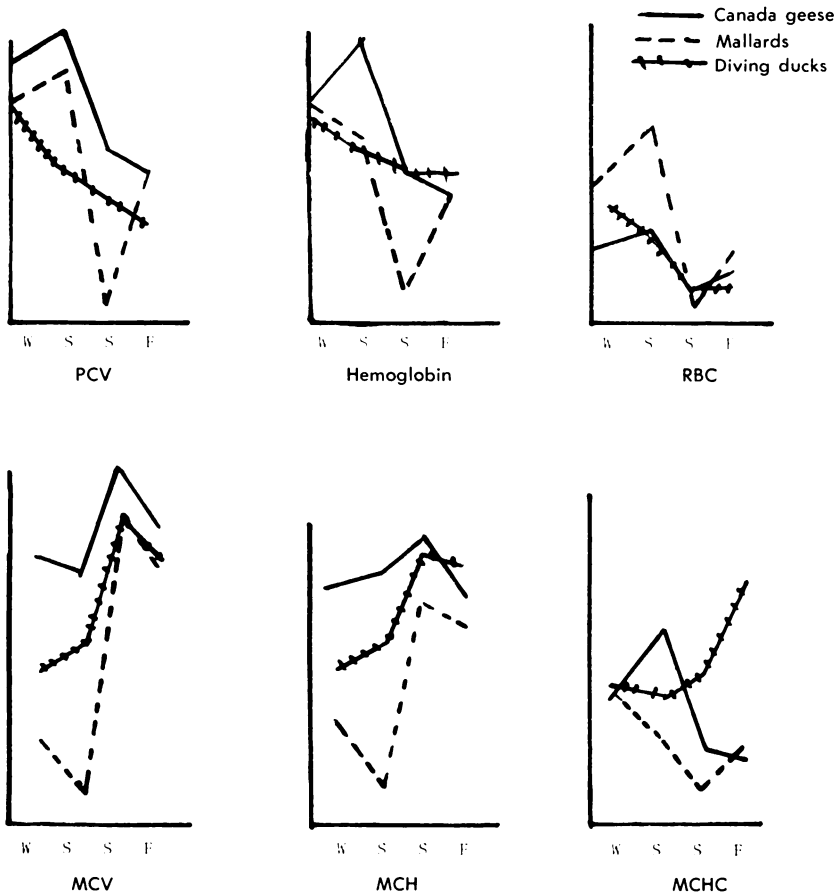 Canada geese
Mallards
Diving ducks
W S S F
W S S F
W S S F
PCV
Hemoglobin
RBC
W S S F
W S S F
W S S F
MCV
MCH
MCHC